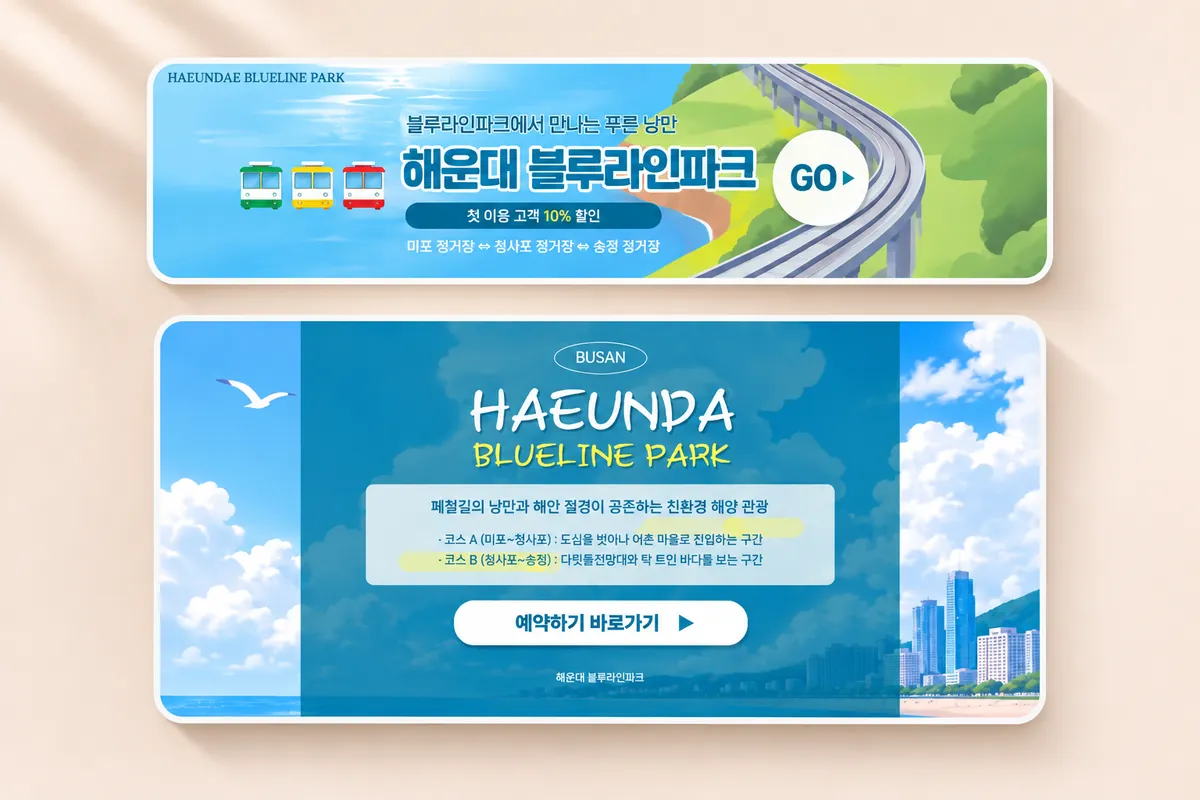 HAEUNDAE BLUELINE PARK
블루라인파크에서 만나는 푸른 낭만
해운대 블루라인파크
GO▶
첫 이용 고객 10% 할인
미포 정거장 ⇔ 청사포 정거장 ⇔ 송정 정거장
BUSAN
HAEUNDA
BLUELINE PARK
폐철길의 낭만과 해안 절경이 공존하는 친환경 해양 관광
· 코스 A (미포~청사포) : 도심을 벗어나 어촌 마을로 진입하는 구간
· 코스 B (청사포~송정) : 다릿돌전망대와 탁 트인 바다를 보는 구간
예약하기 바로가기 ▶
해운대 블루라인파크